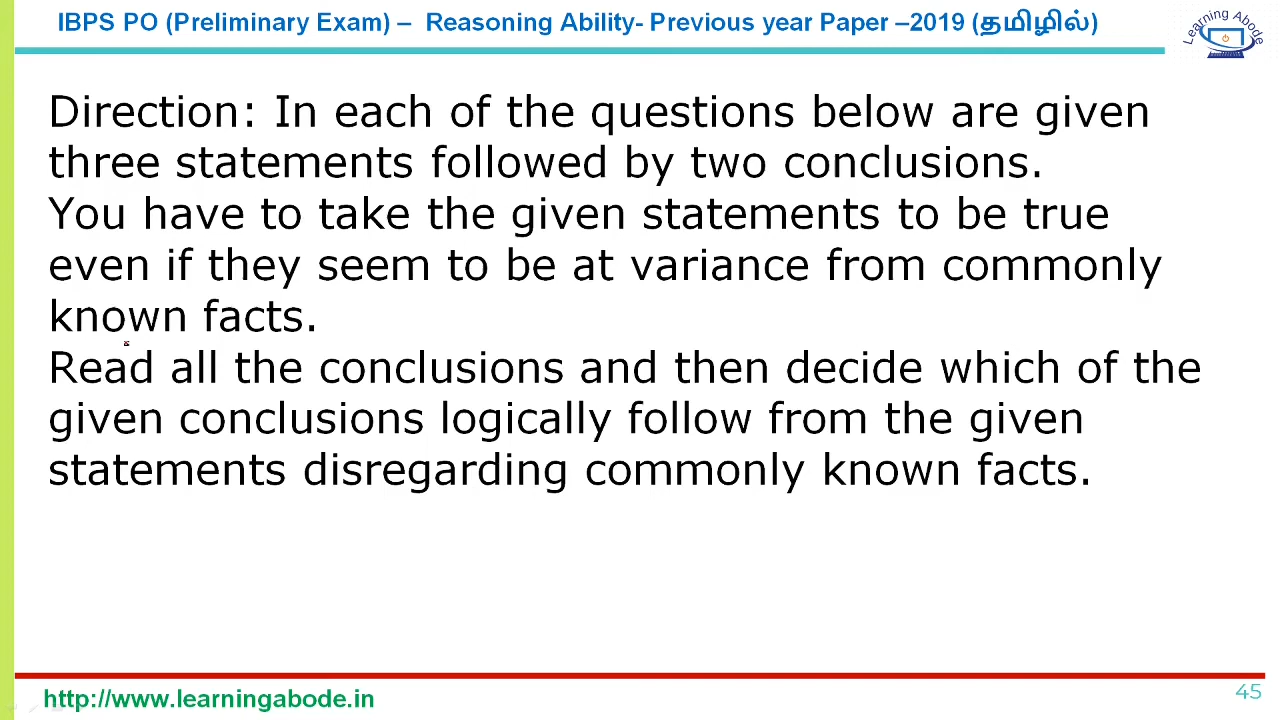 IBPS PO (Preliminary Exam) – Reasoning Ability- Previous year Paper –2019 (தமிழில்)
Learning Abode
Direction: In each of the questions below are given
three statements followed by two conclusions.
You have to take the given statements to be true
even if they seem to be at variance from commonly
known facts.
Read all the conclusions and then decide which of the
given conclusions logically follow from the given
statements disregarding commonly known facts.
http://www.learningabode.in
45